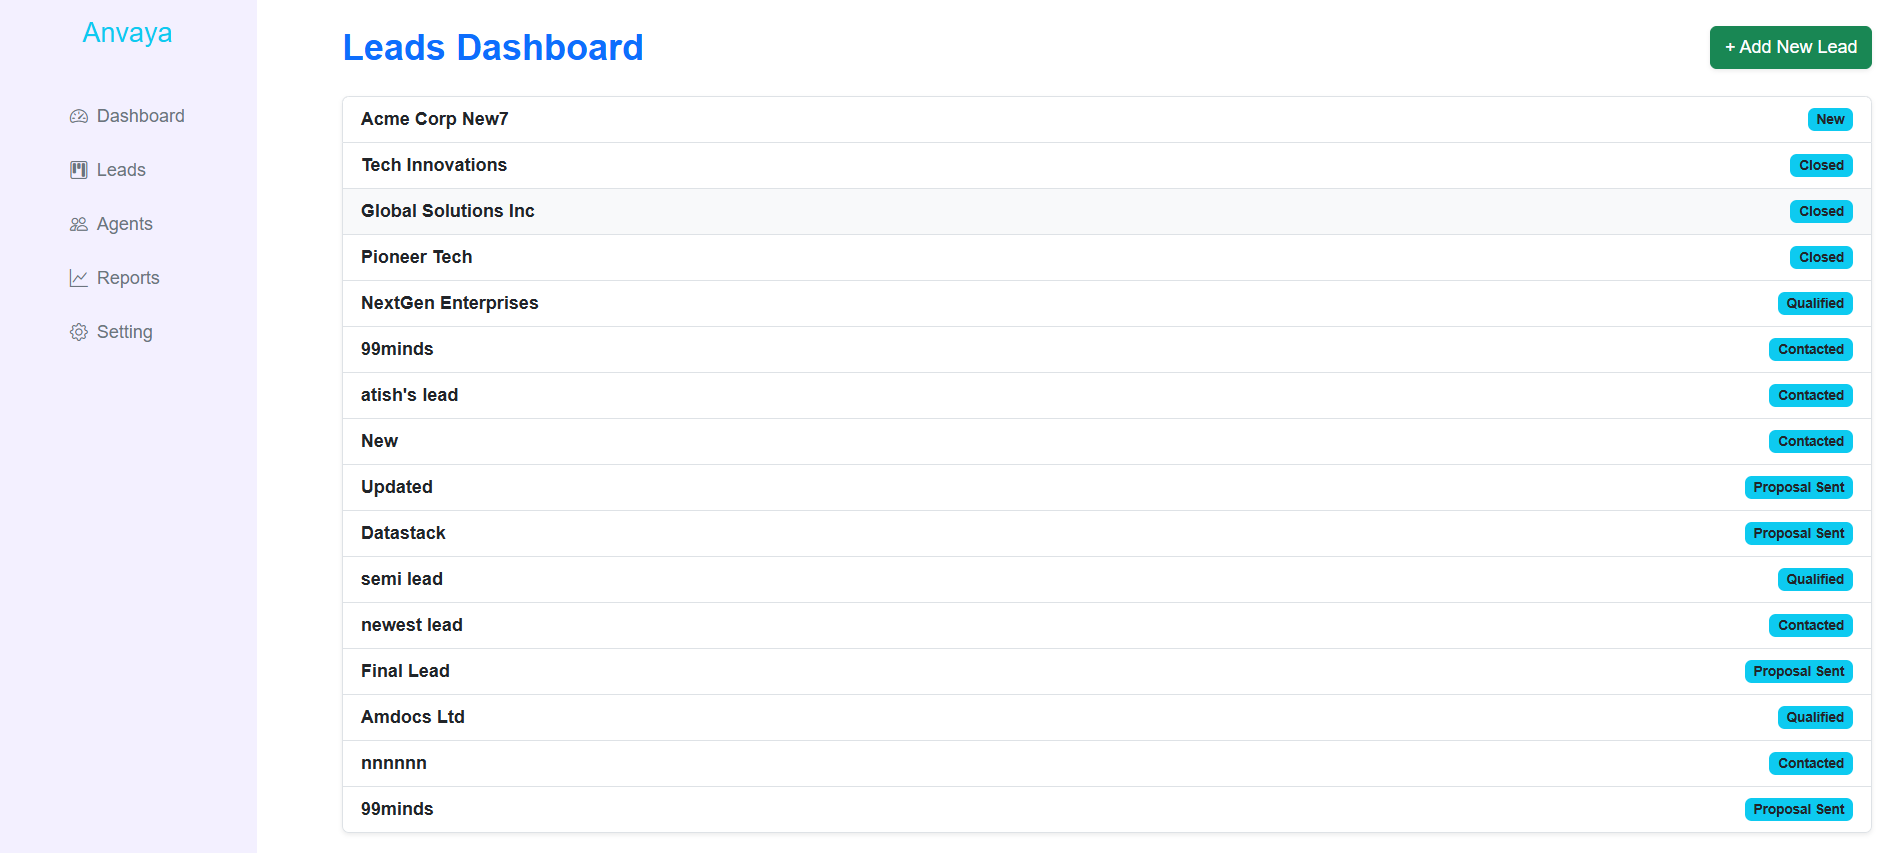 Anvaya
Dashboard
Leads
Agents
Reports
Setting
Leads Dashboard
+ Add New Lead
Acme Corp New7 New
Tech Innovations Closed
Global Solutions Inc Closed
Pioneer Tech Closed
NextGen Enterprises Qualified
99minds Contacted
atish's lead Contacted
New Contacted
Updated Proposal Sent
Datastack Proposal Sent
semi lead Qualified
newest lead Contacted
Final Lead Proposal Sent
Amdocs Ltd Qualified
nnnnnn Contacted
99minds Proposal Sent